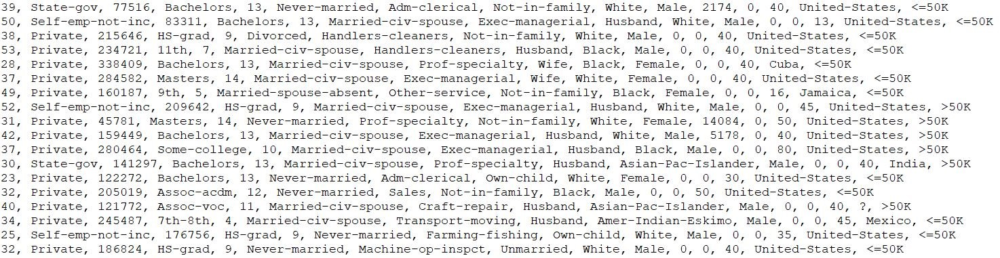 39, State-gov, 77516, Bachelors, 13, Never-married, Adm-clerical, Not-in-family, White, Male, 2174, 0, 40, United-States, <=50K
50, Self-emp-not-inc, 83311, Bachelors, 13, Married-civ-spouse, Exec-managerial, Husband, White, Male, 0, 0, 13, United-States, <=50K
38, Private, 215646, HS-grad, 9, Divorced, Handlers-cleaners, Not-in-family, White, Male, 0, 0, 40, United-States, <=50K
53, Private, 234721, 11th, 7, Married-civ-spouse, Handlers-cleaners, Husband, Black, Male, 0, 0, 40, United-States, <=50K
28, Private, 338409, Bachelors, 13, Married-civ-spouse, Prof-specialty, Wife, Black, Female, 0, 0, 40, Cuba, <=50K
37, Private, 284582, Masters, 14, Married-civ-spouse, Exec-managerial, Wife, White, Female, 0, 0, 40, United-States, <=50K
49, Private, 160187, 9th, 5, Married-spouse-absent, Other-service, Not-in-family, Black, Female, 0, 0, 16, Jamaica, <=50K
52, Self-emp-not-inc, 209642, HS-grad, 9, Married-civ-spouse, Exec-managerial, Husband, White, Male, 0, 0, 45, United-States, >50K
31, Private, 45781, Masters, 14, Never-married, Prof-specialty, Not-in-family, White, Female, 14084, 0, 50, United-States, >50K
42, Private, 159449, Bachelors, 13, Married-civ-spouse, Exec-managerial, Husband, White, Male, 5178, 0, 40, United-States, >50K
37, Private, 280464, Some-college, 10, Married-civ-spouse, Exec-managerial, Husband, Black, Male, 0, 0, 80, United-States, >50K
30, State-gov, 141297, Bachelors, 13, Married-civ-spouse, Prof-specialty, Husband, Asian-Pac-Islander, Male, 0, 0, 40, India, >50K
23, Private, 122272, Bachelors, 13, Never-married, Adm-clerical, Own-child, White, Female, 0, 0, 30, United-States, <=50K
32, Private, 205019, Assoc-acdm, 12, Never-married, Sales, Not-in-family, Black, Male, 0, 0, 50, United-States, <=50K
40, Private, 121772, Assoc-voc, 11, Married-civ-spouse, Craft-repair, Husband, Asian-Pac-Islander, Male, 0, 0, 40, ?, >50K
34, Private, 245487, 7th-8th, 4, Married-civ-spouse, Transport-moving, Husband, Amer-Indian-Eskimo, Male, 0, 0, 45, Mexico, <=50K
25, Self-emp-not-inc, 176756, HS-grad, 9, Never-married, Farming-fishing, Own-child, White, Male, 0, 0, 35, United-States, <=50K
32, Private, 186824, HS-grad, 9, Never-married, Machine-op-inspct, Unmarried, White, Male, 0, 0, 40, United-States, <=50K